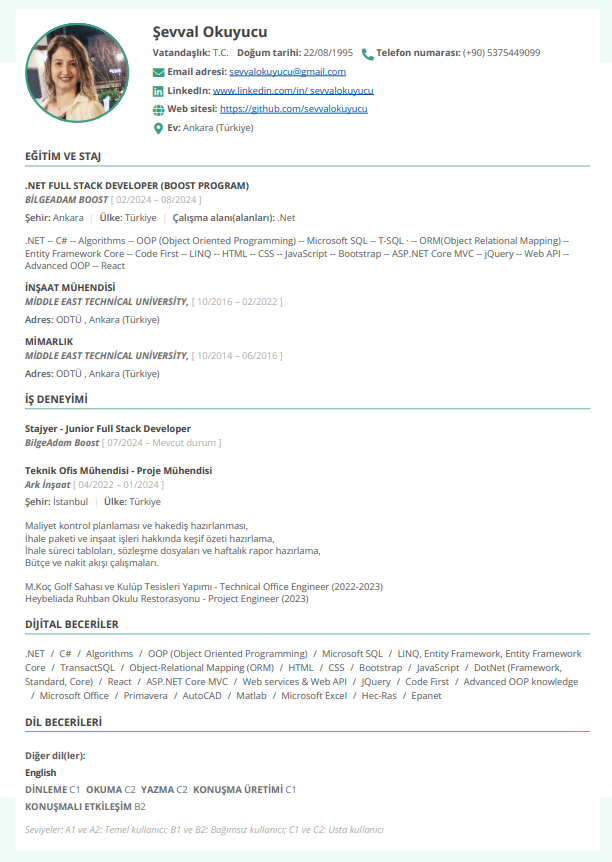 Şevval Okuyucu
Vatandaşlık: T.C. Doğum tarihi: 22/08/1995 Telefon numarası: (+90) 5375449099
Email adresi: sevvalokuyucu@gmail.com
LinkedIn: www.linkedin.com/in/ sevvalokuyucu
Web sitesi: https://github.com/sevvalokuyucu
Ev: Ankara (Türkiye)
EĞİTİM VE STAJ
.NET FULL STACK DEVELOPER (BOOST PROGRAM)
BİLGEADAM BOOST [ 02/2024 – 08/2024 ]
Şehir: Ankara | Ülke: Türkiye | Çalışma alanı(alanları): .Net
.NET -- C# -- Algorithms -- OOP (Object Oriented Programming) -- Microsoft SQL -- T-SQL · -- ORM(Object Relational Mapping) --
Entity Framework Core -- Code First -- LINQ -- HTML -- CSS -- JavaScript -- Bootstrap -- ASP.NET Core MVC -- jQuery -- Web API --
Advanced OOP -- React
İNŞAAT MÜHENDİSİ
MİDDLE EAST TECHNİCAL UNİVERSİTY, [ 10/2016 – 02/2022 ]
Adres: ODTÜ , Ankara (Türkiye)
MİMARLIK
MİDDLE EAST TECHNİCAL UNİVERSİTY, [ 10/2014 – 06/2016 ]
Adres: ODTÜ , Ankara (Türkiye)
İŞ DENEYİMİ
Stajyer - Junior Full Stack Developer
BilgeAdam Boost [ 07/2024 – Mevcut durum ]
Teknik Ofis Mühendisi - Proje Mühendisi
Ark İnşaat [ 04/2022 – 01/2024 ]
Şehir: İstanbul | Ülke: Türkiye
Maliyet kontrol planlaması ve hakediş hazırlanması,
İhale paketi ve inşaat işleri hakkında keşif özeti hazırlama,
İhale süreci tabloları, sözleşme dosyaları ve haftalık rapor hazırlama,
Bütçe ve nakit akışı çalışmaları.
M.Koç Golf Sahası ve Kulüp Tesisleri Yapımı - Technical Office Engineer (2022-2023)
Heybeliada Ruhban Okulu Restorasyonu - Project Engineer (2023)
DİJİTAL BECERİLER
.NET / C# / Algorithms / OOP (Object Oriented Programming) / Microsoft SQL / LINQ, Entity Framework, Entity Framework
Core / TransactSQL / Object-Relational Mapping (ORM) / HTML / CSS / Bootstrap / JavaScript / DotNet (Framework,
Standard, Core) / React / ASP.NET Core MVC / Web services & Web API / JQuery / Code First / Advanced OOP knowledge
/ Microsoft Office / Primavera / AutoCAD / Matlab / Microsoft Excel / Hec-Ras / Epanet
DİL BECERİLERİ
Diğer dil(ler):
English
DİNLEME C1 OKUMA C2 YAZMA C2 KONUŞMA ÜRETİMİ C1
KONUŞMALI ETKİLEŞİM B2
Seviyeler: A1 ve A2: Temel kullanıcı; B1 ve B2: Bağımsız kullanıcı; C1 ve C2: Usta kullanıcı